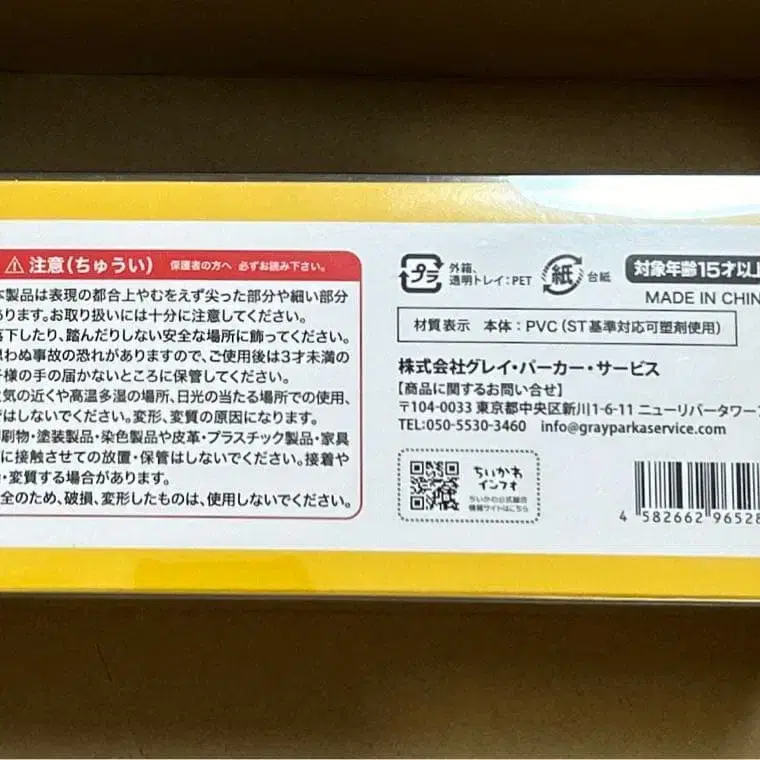 注意(ちゅうい) 保護者の方へ 必ずお読み下さい。
本製品は表現の都合上やむをえず尖った部分や細い部分
あります。お取り扱いには十分に注意してください。
落下したり、踏んだりしない安全な場所に飾ってください。
思わぬ事故の恐れがありますので、ご使用後は3才未満の
子様の手の届かないところに保管してください。
気の近くや高温多湿の場所、日光の当たる場所での使用、
はしないでください。変形、変質の原因になります。
刷物・塗装製品・染色製品や皮革・プラスチック製品・家具
に接触させての放置・保管はしないでください。接着や
・変質する場合があります。
全のため、破損、変形したものは、使用しないでください。
プラ 外箱、
透明トレイ:PET
紙 台紙
対象年齢15才以上
MADE IN CHIN
材質表示 本体:PVC(ST基準対応可塑剤使用)
株式会社グレイ・パーカー・サービス
【商品に関するお問い合せ】
〒104-0033 東京都中央区新川1-6-11 ニューリバータワー
TEL:050-5530-3460 info@grayparkaservice.com
ちいかわ
インフォ
ちいかわ公式総合
情報サイトはこちら
4 582662 96528